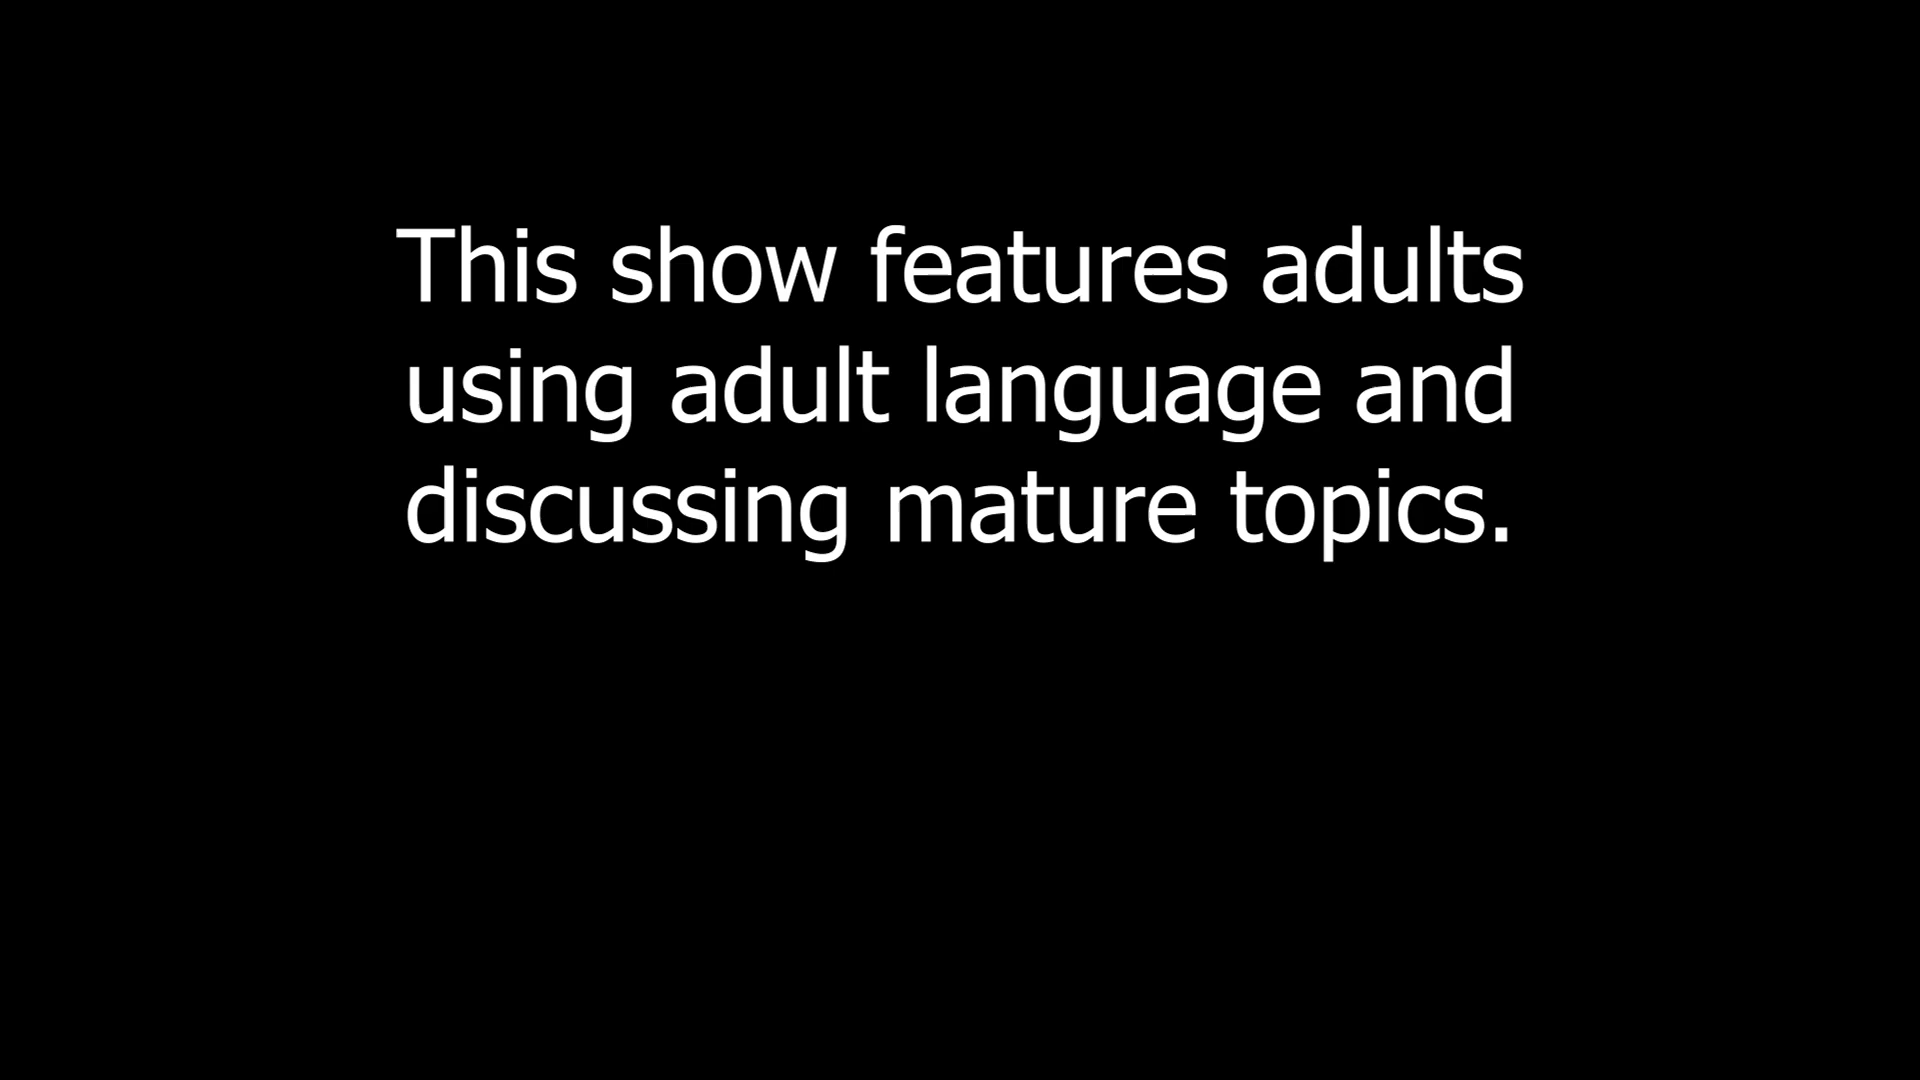 This show features adults
using adult language and
discussing mature topics.